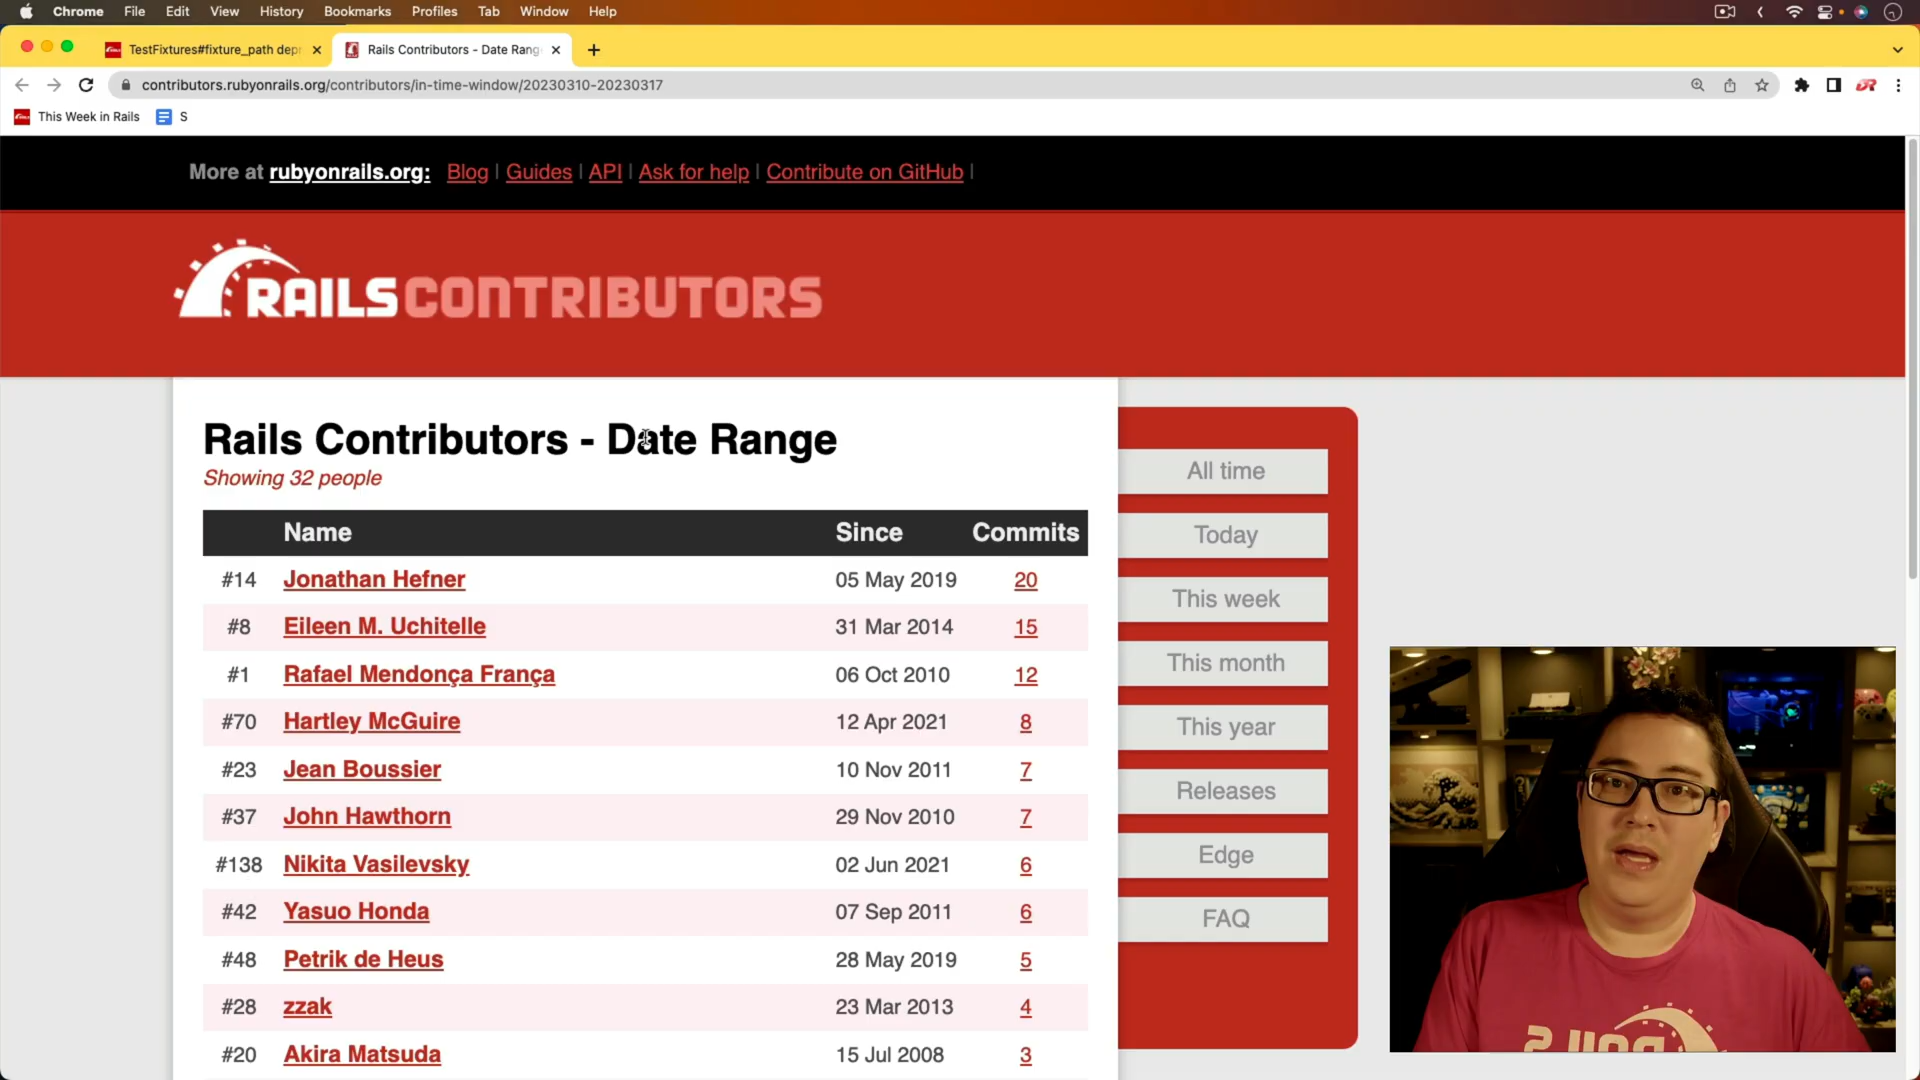 Chrome File Edit View History Bookmarks Profiles Tab Window Help
TestFixtures#fixture_path dep
Rails Contributors - Date Rang
contributors.rubyonrails.org/contributors/in-time-window/20230310-20230317
This Week in Rails S
More at rubyonrails.org: Blog | Guides | API | Ask for help | Contribute on GitHub |
RAILSCONTRIBUTORS
Rails Contributors - Date Range
Showing 32 people
Name Since Commits
#14 Jonathan Hefner 05 May 2019 20
#8 Eileen M. Uchitelle 31 Mar 2014 15
#1 Rafael Mendonça França 06 Oct 2010 12
#70 Hartley McGuire 12 Apr 2021 8
#23 Jean Boussier 10 Nov 2011 7
#37 John Hawthorn 29 Nov 2010 7
#138 Nikita Vasilevsky 02 Jun 2021 6
#42 Yasuo Honda 07 Sep 2011 6
#48 Petrik de Heus 28 May 2019 5
#28 zzak 23 Mar 2013 4
#20 Akira Matsuda 15 Jul 2008 3
All time
Today
This week
This month
This year
Releases
Edge
FAQ